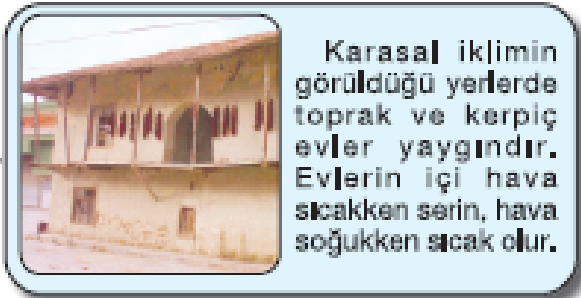 Karasal iklimin
görüldüğü yerlerde
toprak ve kerpiç
evler yaygındır.
Evlerin içi hava
sıcakken serin, hava
soğukken sıcak olur.